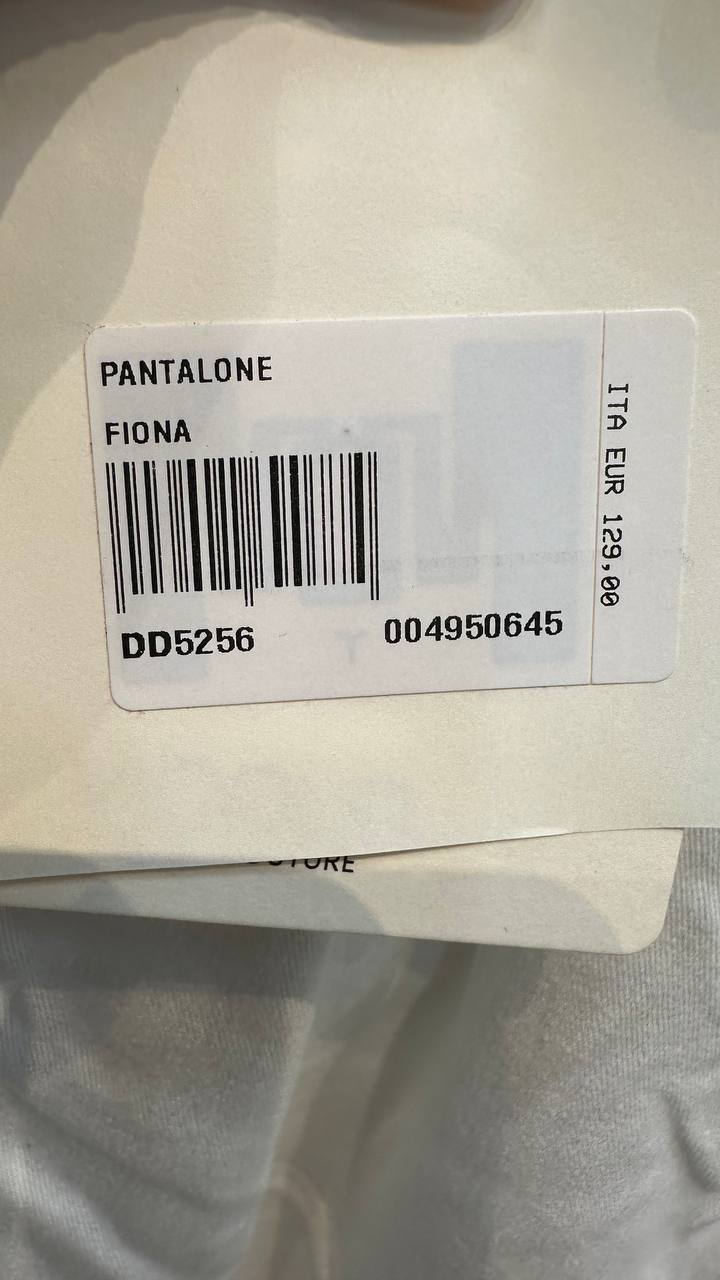 PANTALONE
FIONA
DD5256 004950645
ITA EUR 129,00